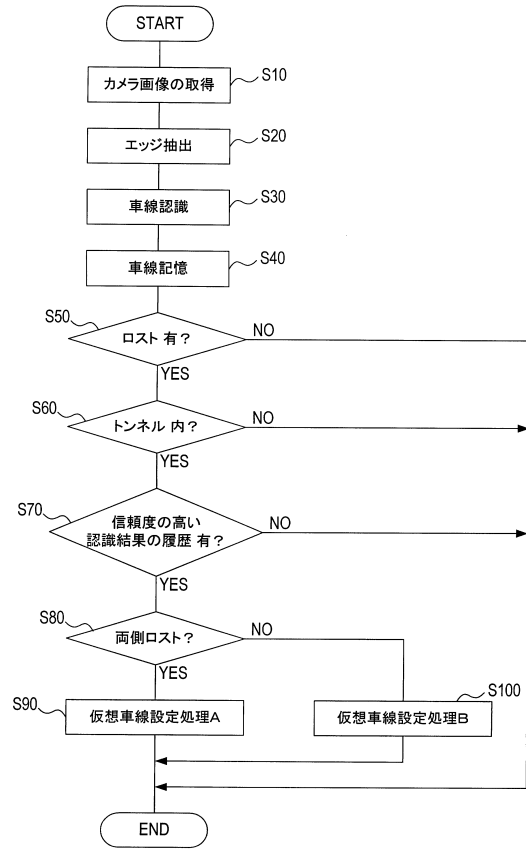 START
カメラ画像の取得
S10
エッジ抽出
S20
車線認識
S30
車線記憶
S40
S50
ロスト 有?
NO
YES
S60
トンネル 内?
NO
YES
S70
信頼度の高い
認識結果の履歴 有?
NO
YES
S80
両側ロスト?
NO
YES
S90
仮想車線設定処理A
S100
仮想車線設定処理B
END